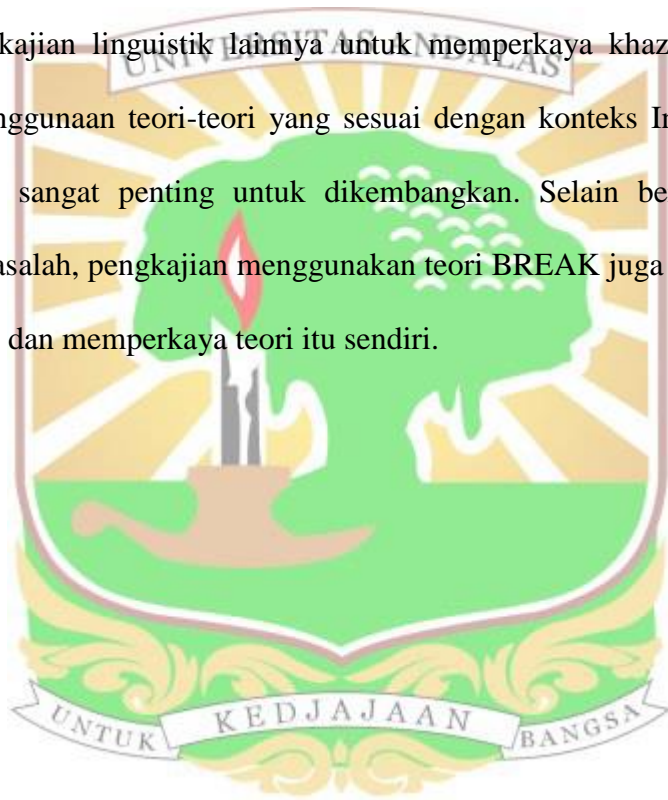 kajian linguistik lainnya untuk memperkaya khaz
UNIVERSITAS ANDALAS
nggunaan teori-teori yang sesuai dengan konteks In
sangat penting untuk dikembangkan. Selain be
asalah, pengkajian menggunakan teori BREAK juga
dan memperkaya teori itu sendiri.
UNTUK KEDJAJAAN BANGSA